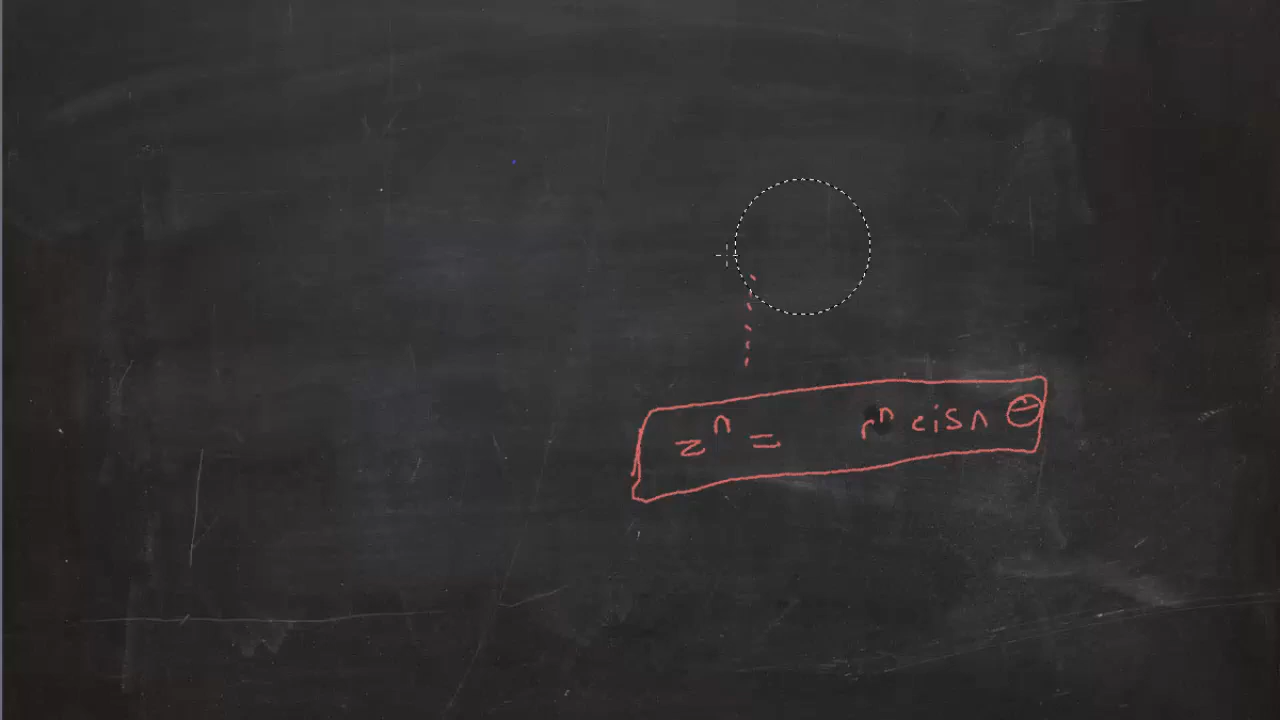 zⁿ = rⁿ cis n θ